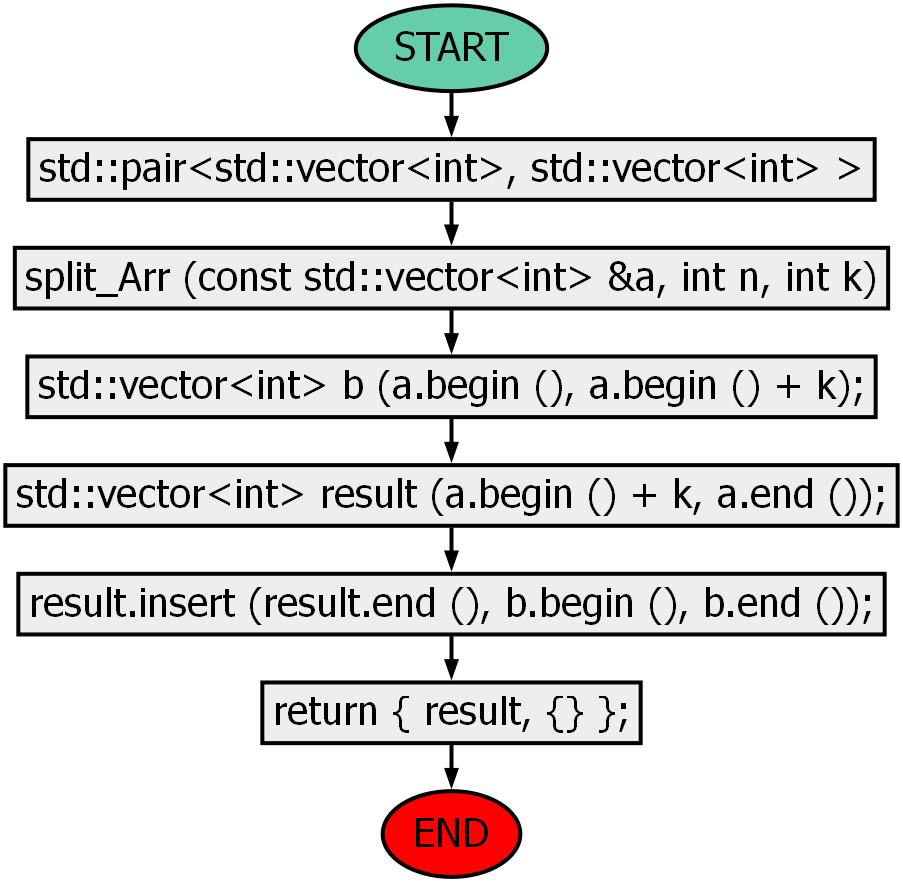 START
std::pair<std::vector<int>, std::vector<int> >
split_Arr (const std::vector<int> &a, int n, int k)
std::vector<int> b (a.begin (), a.begin () + k);
std::vector<int> result (a.begin () + k, a.end ());
result.insert (result.end (), b.begin (), b.end ());
return { result, {} };
END